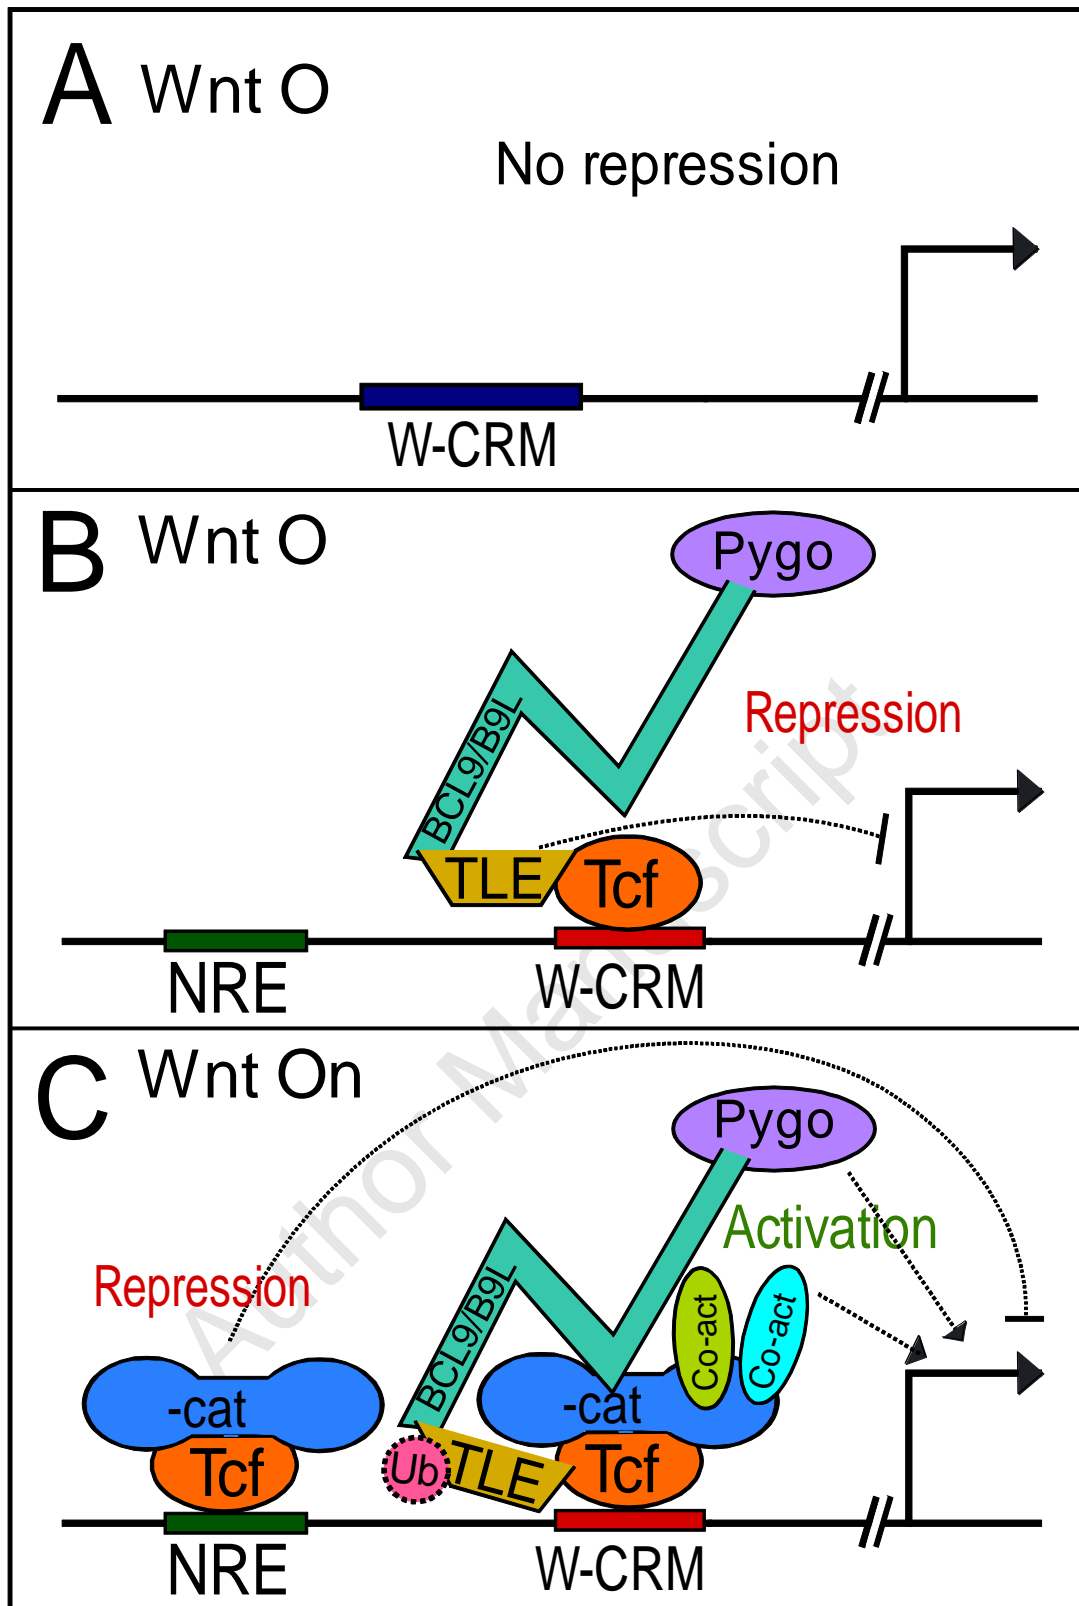 A Wnt O
No repression
W-CRM
B Wnt O
Pygo
BCL9/B9L
Repression
TLE
Tcf
NRE
W-CRM
C Wnt On
Pygo
Activation
Repression
BCL9/B9L
Co-act
Co-act
-cat
-cat
Ub
TLE
Tcf
Tcf
NRE
W-CRM
Author Manuscript